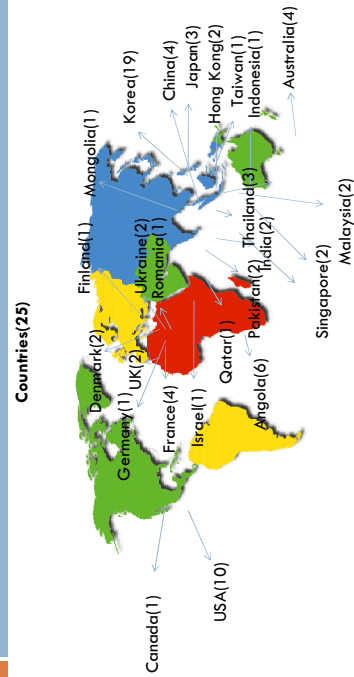 Countries(25)
Canada(1)
USA(10)
Germany(1)
Denmark(2)
UK(2)
France(4)
Israel(1)
Finland(1)
Ukraine(2)
Romania(1)
Qatar(1)
Angola(6)
Pakistan(2)
India(2)
Thailand(3)
Mongolia(1)
Korea(19)
China(4)
Japan(3)
Hong Kong(2)
Taiwan(1)
Indonesia(1)
Australia(4)
Singapore(2)
Malaysia(2)